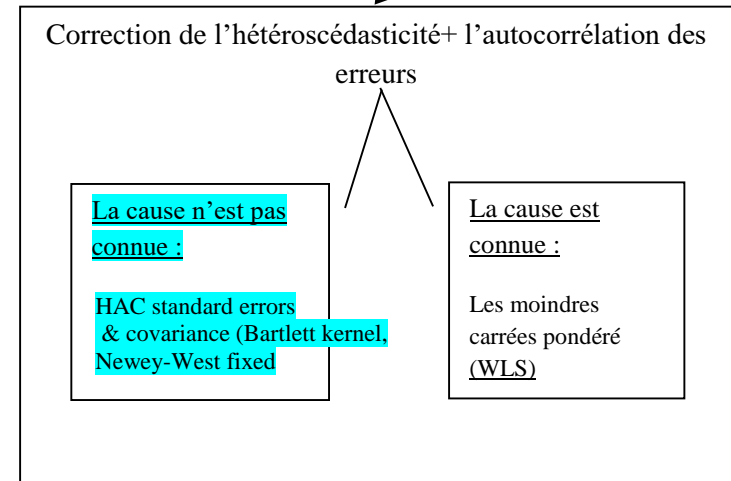 Correction de l’hétéroscédasticité+ l’autocorrélation des
erreurs
La cause n’est pas
connue :
HAC standard errors
& covariance (Bartlett kernel,
Newey-West fixed
La cause est
connue :
Les moindres
carrées pondéré
(WLS)